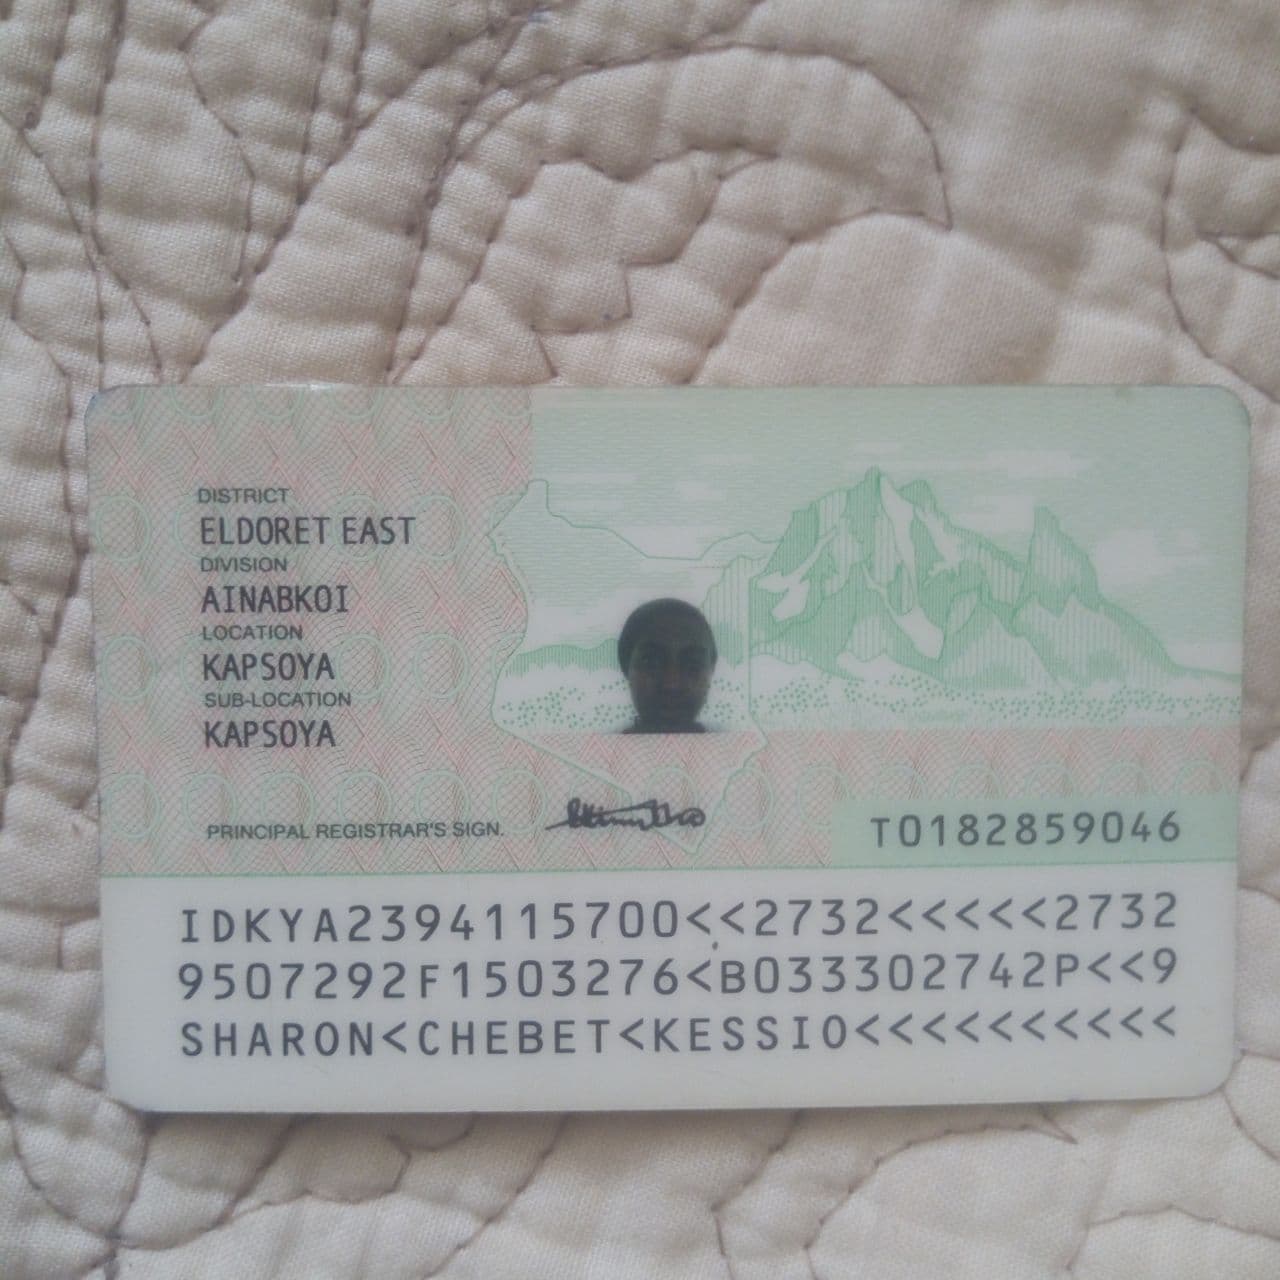 DISTRICT
ELDORET EAST
DIVISION
AINABKOI
LOCATION
KAPSOYA
SUB-LOCATION
KAPSOYA
PRINCIPAL REGISTRAR'S SIGN.
T0182859046
IDKYA2394115700<<2732<<<<<2732
9507292F1503276<B033302742P<<9
SHARON<CHEBET<KESSIO<<<<<<<<<<